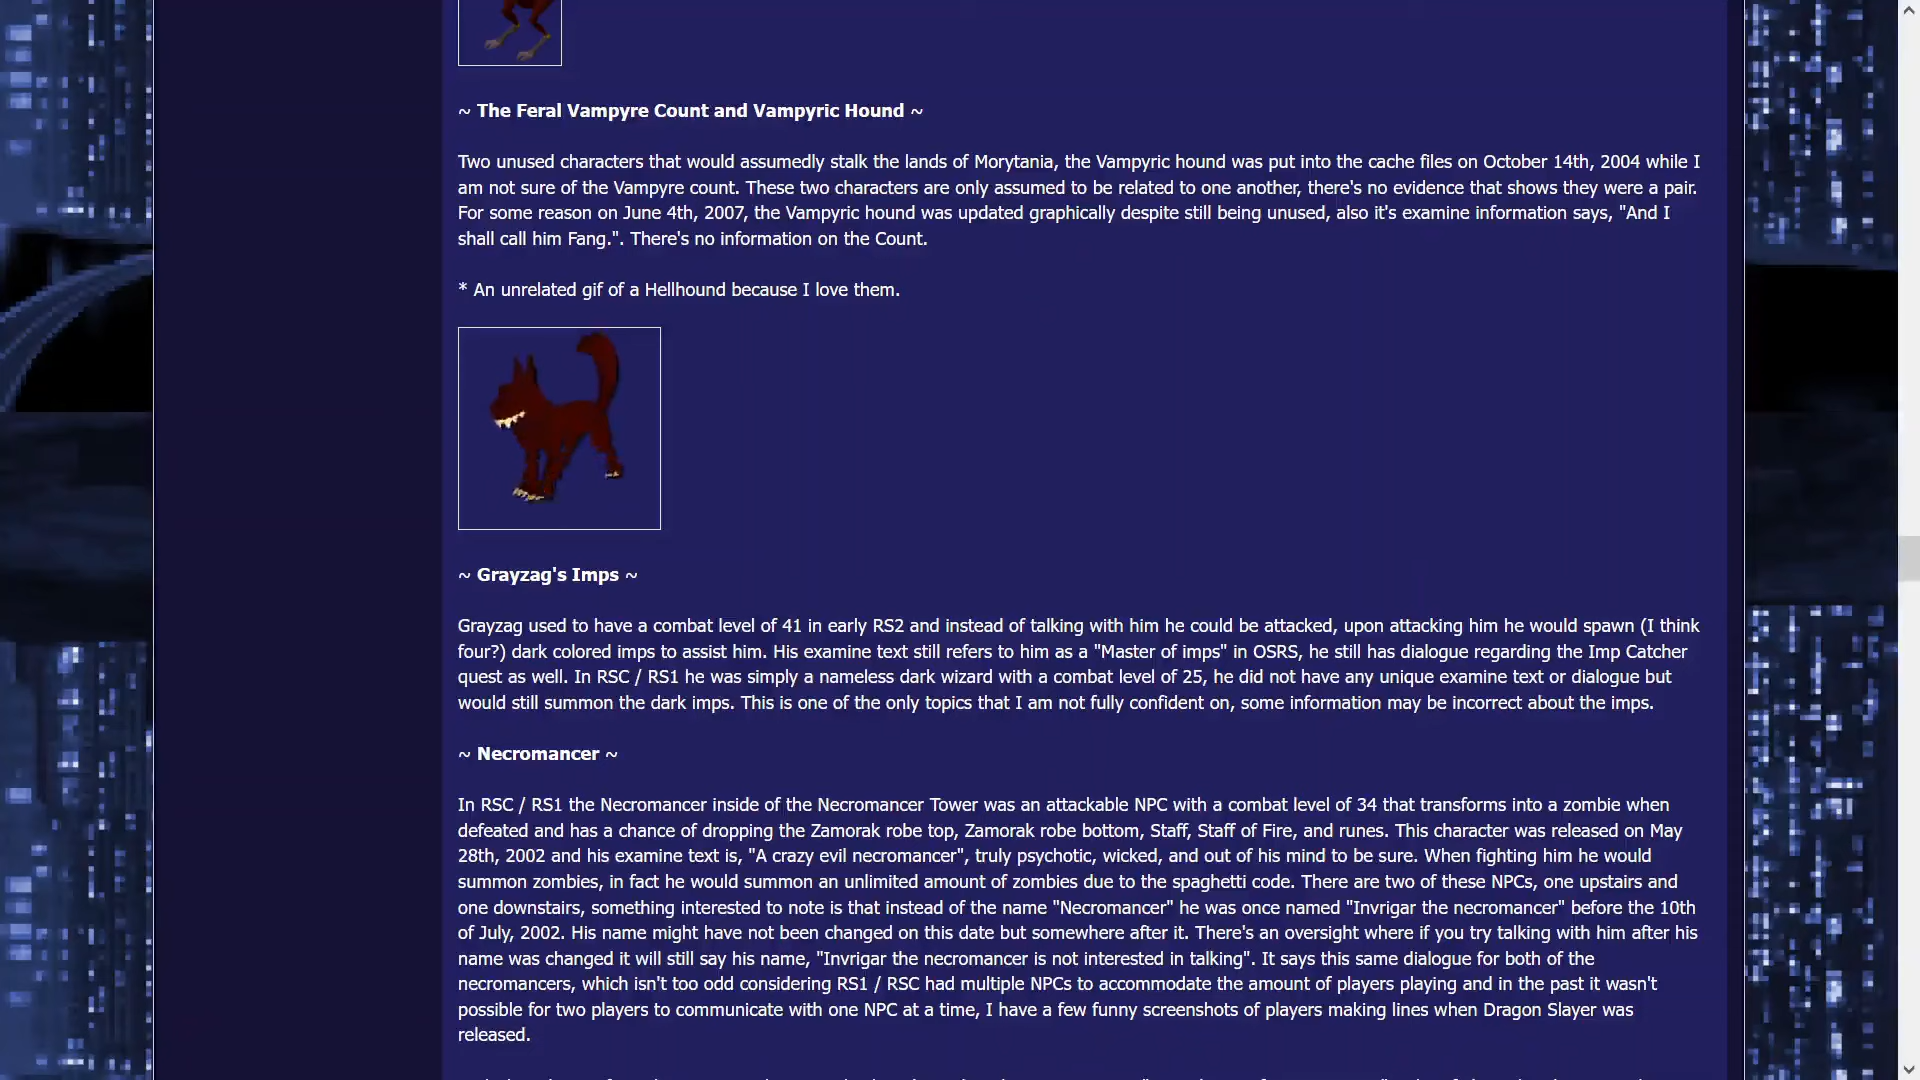 ~ The Feral Vampyre Count and Vampyric Hound ~
Two unused characters that would assumedly stalk the lands of Morytania, the Vampyric hound was put into the cache files on October 14th, 2004 while I
am not sure of the Vampyre count. These two characters are only assumed to be related to one another, there's no evidence that shows they were a pair.
For some reason on June 4th, 2007, the Vampyric hound was updated graphically despite still being unused, also it's examine information says, "And I
shall call him Fang.". There's no information on the Count.
* An unrelated gif of a Hellhound because I love them.
~ Grayzag's Imps ~
Grayzag used to have a combat level of 41 in early RS2 and instead of talking with him he could be attacked, upon attacking him he would spawn (I think
four?) dark colored imps to assist him. His examine text still refers to him as a "Master of imps" in OSRS, he still has dialogue regarding the Imp Catcher
quest as well. In RSC / RS1 he was simply a nameless dark wizard with a combat level of 25, he did not have any unique examine text or dialogue but
would still summon the dark imps. This is one of the only topics that I am not fully confident on, some information may be incorrect about the imps.
~ Necromancer ~
In RSC / RS1 the Necromancer inside of the Necromancer Tower was an attackable NPC with a combat level of 34 that transforms into a zombie when
defeated and has a chance of dropping the Zamorak robe top, Zamorak robe bottom, Staff, Staff of Fire, and runes. This character was released on May
28th, 2002 and his examine text is, "A crazy evil necromancer", truly psychotic, wicked, and out of his mind to be sure. When fighting him he would
summon zombies, in fact he would summon an unlimited amount of zombies due to the spaghetti code. There are two of these NPCs, one upstairs and
one downstairs, something interested to note is that instead of the name "Necromancer" he was once named "Invrigar the necromancer" before the 10th
of July, 2002. His name might have not been changed on this date but somewhere after it. There's an oversight where if you try talking with him after his
name was changed it will still say his name, "Invrigar the necromancer is not interested in talking". It says this same dialogue for both of the
necromancers, which isn't too odd considering RS1 / RSC had multiple NPCs to accommodate the amount of players playing and in the past it wasn't
possible for two players to communicate with one NPC at a time, I have a few funny screenshots of players making lines when Dragon Slayer was
released.